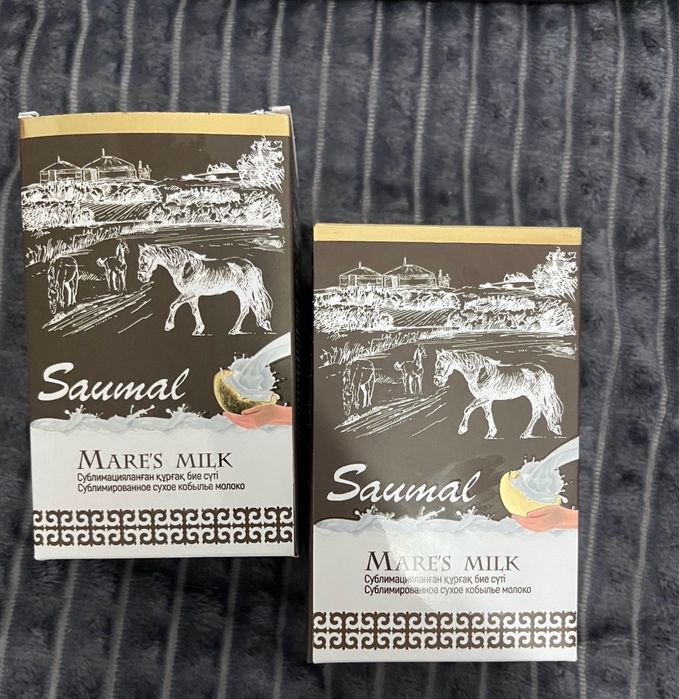 Saumal
MARE'S MILK
Сублимацияланған құрғақ бие сүті
Сублимированное сухое кобылье молоко
Saumal
MARE'S MILK
Сублимацияланған құрғақ бие сүті
Сублимированное сухое кобылье молоко